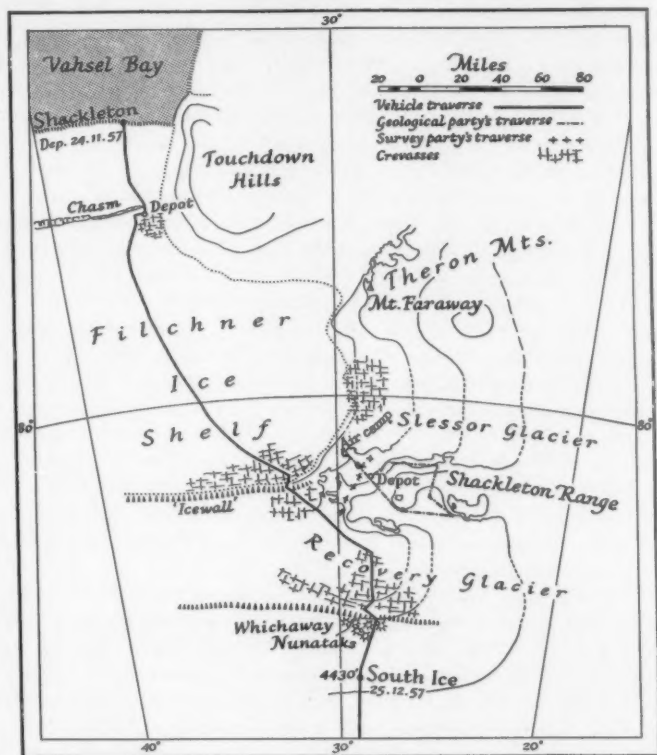 30°
Vahsel Bay
Shackleton
Dep. 24.11.57
Miles
20 0 20 40 60 80
Vehicle traverse
Geological party's traverse
Survey party's traverse
Crevasses
Touchdown
Hills
Chasm
Depot
Theron Mts.
Mt. Faraway
Filchner
Ice
Shelf
80°
80°
Air camp
Slessor Glacier
Depot
Shackleton Range
'Icewall'
Recovery Glacier
Whichaway
Nunataks
4430'
South Ice
25.12.57
40°
30°
20°